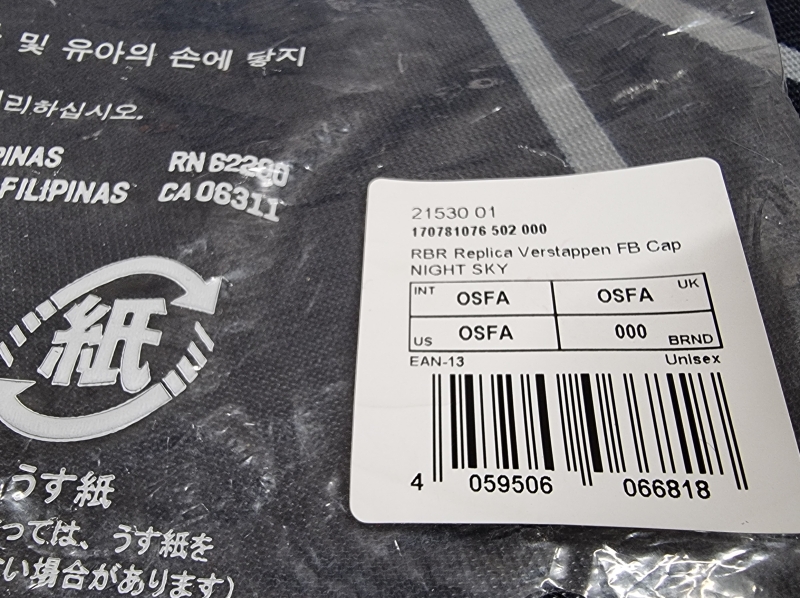 및 유아의 손에 닿지
리하십시오.
PINAS
RN 62200
FILIPINAS
CA 06311
紙
うす紙
っては、うす紙を
い場合があります)
21530 01
170781076 502 000
RBR Replica Verstappen FB Cap
NIGHT SKY
INT OSFA OSFA UK
US OSFA 000 BRND
EAN-13 Unisex
4 059506 066818